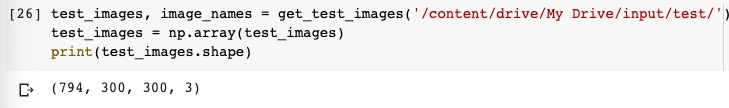 [26] test_images, image_names = get_test_images('/content/drive/My Drive/input/test/')
test_images = np.array(test_images)
print(test_images.shape)
(794, 300, 300, 3)